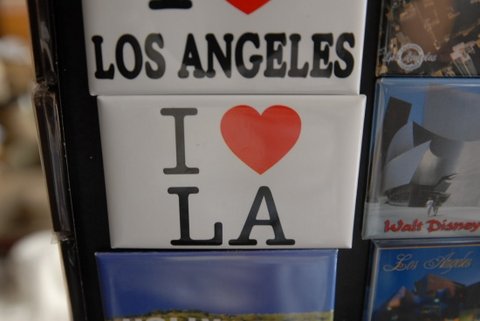 I
LOS ANGELES
I ❤
LA
Walt Disney
Los Angeles